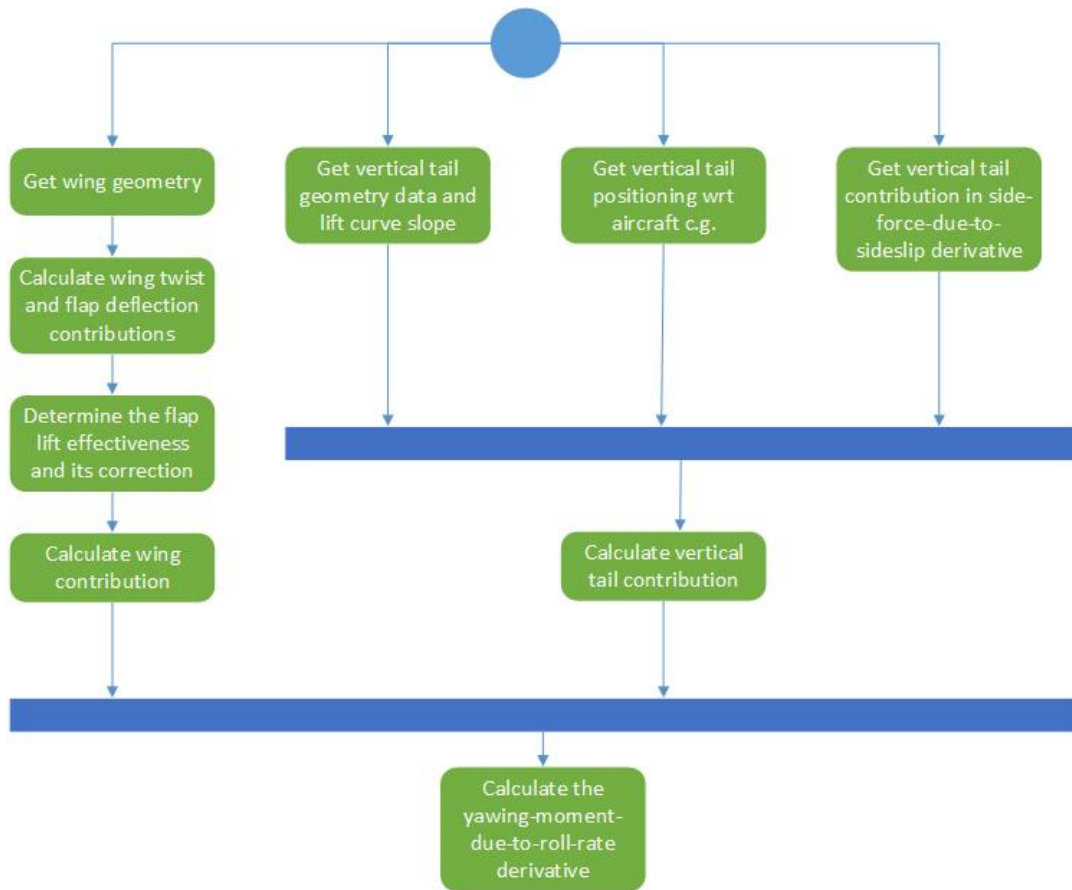 Get wing geometry
Get vertical tail
geometry data and
lift curve slope
Get vertical tail
positioning wrt
aircraft c.g.
Get vertical tail
contribution in side-
force-due-to-
sideslip derivative
Calculate wing twist
and flap deflection
contributions
Determine the flap
lift effectiveness
and its correction
Calculate wing
contribution
Calculate vertical
tail contribution
Calculate the
yawing-moment-
due-to-roll-rate
derivative